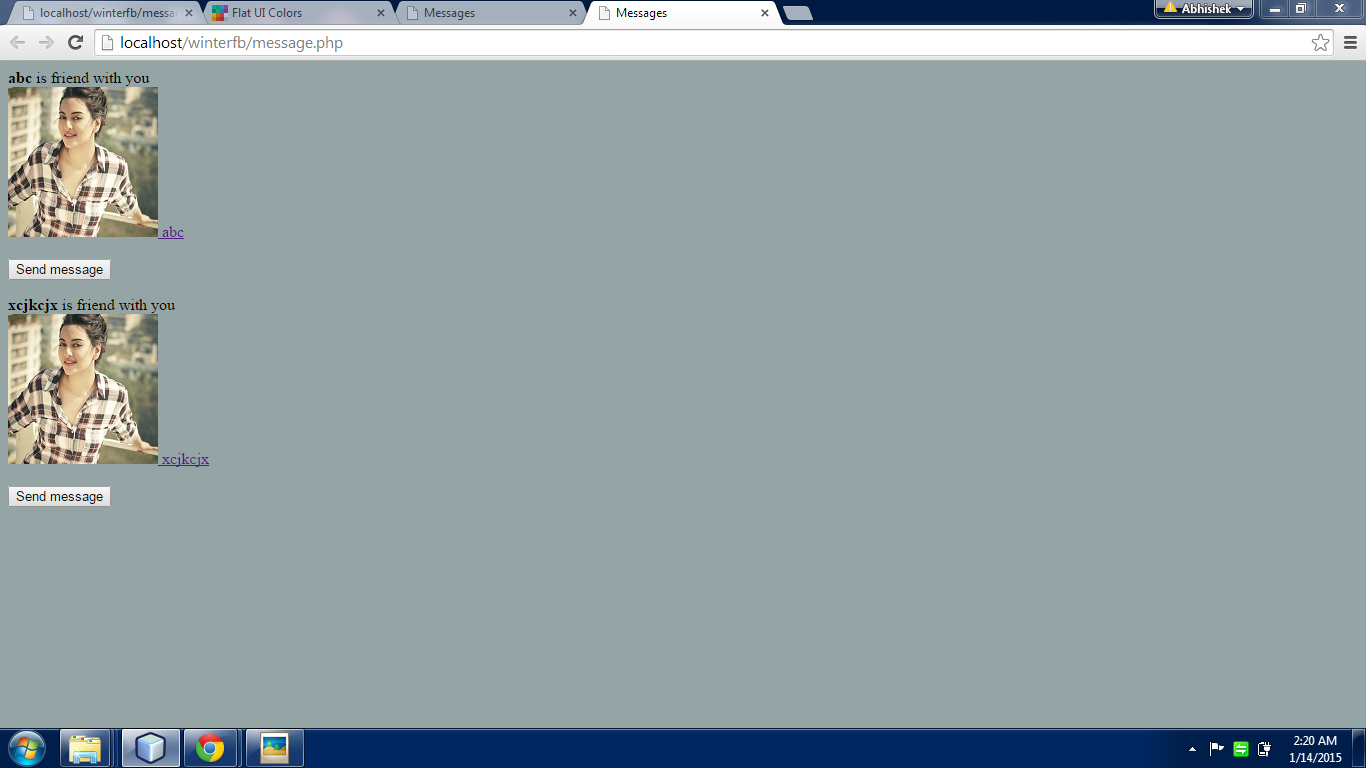 localhost/winterfb/messa
Flat UI Colors
Messages
Messages
Abhishek
localhost/winterfb/message.php
abc is friend with you
abc
Send message
xcjkcjx is friend with you
xcjkcjx
Send message
2:20 AM
1/14/2015